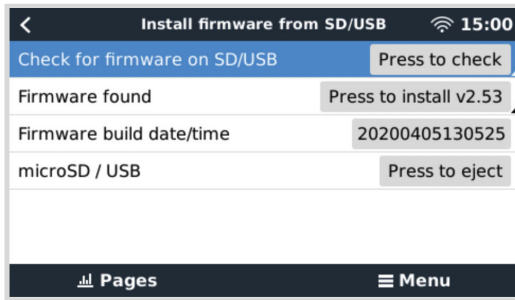 Install firmware from SD/USB 15:00
Check for firmware on SD/USB Press to check
Firmware found Press to install v2.53
Firmware build date/time 20200405130525
microSD / USB Press to eject
Pages Menu